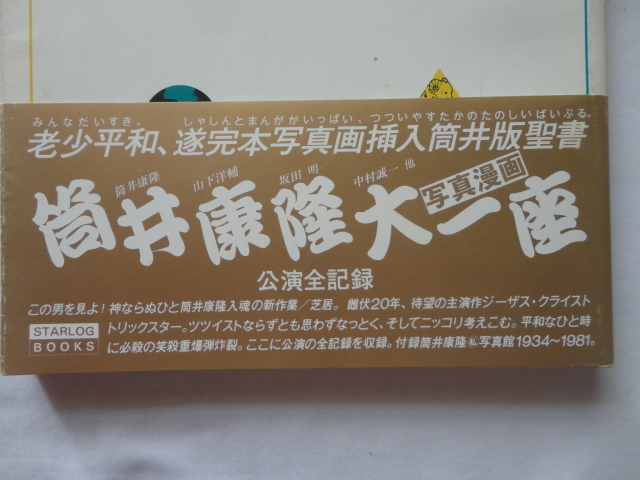 みんなだいすき、　しゃしんとまんががいっぱい、つついやすたかのたのしいばいぶる。
老少平和、遂完本写真画挿入筒井版聖書
筒井康隆　山下洋輔　坂田 明　中村誠一 他
写真漫画
筒井康隆大一座
公演全記録
この男を見よ！神ならぬひと筒井康隆入魂の新作業／芝居。雌伏20年、待望の主演作ジーザス・クライスト
トリックスター。ツツイストならずとも思わずなっとく、そしてニッコリ考えこむ。平和なひと時
に必殺の笑殺重爆弾炸裂。ここに公演の全記録を収録。付録筒井康隆㊙写真館1934〜1981。
STARLOG
BOOKS